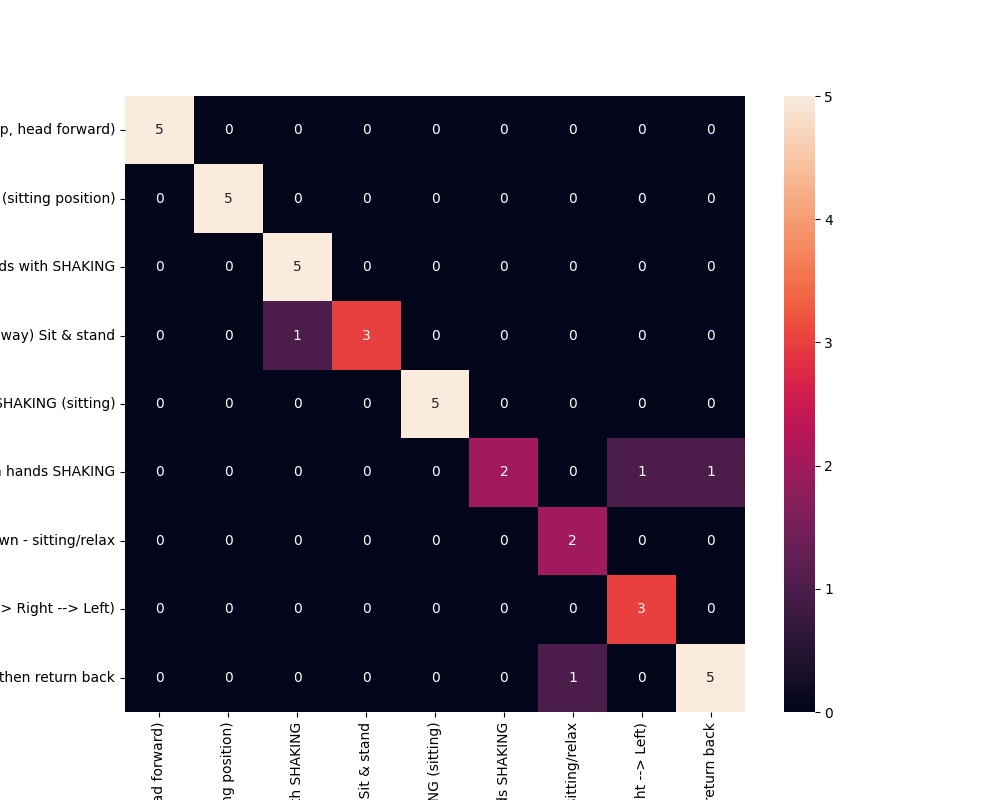 p, head forward) 5 0 0 0 0 0 0 0 0
(sitting position) 0 5 0 0 0 0 0 0 0
ds with SHAKING 0 0 5 0 0 0 0 0 0
way) Sit & stand 0 0 1 3 0 0 0 0 0
SHAKING (sitting) 0 0 0 0 5 0 0 0 0
hands SHAKING 0 0 0 0 0 2 0 1 1
wn - sitting/relax 0 0 0 0 0 0 2 0 0
> Right --> Left) 0 0 0 0 0 0 0 3 0
then return back 0 0 0 0 0 0 1 0 5
ad forward)
ng position)
th SHAKING
Sit & stand
NG (sitting)
ds SHAKING
sitting/relax
ht --> Left)
return back
5
4
3
2
1
0